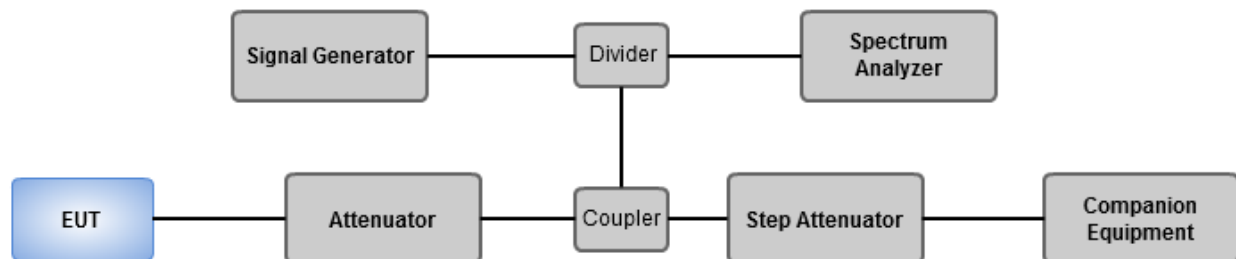 Signal Generator
Divider
Spectrum
Analyzer
EUT
Attenuator
Coupler
Step Attenuator
Companion
Equipment